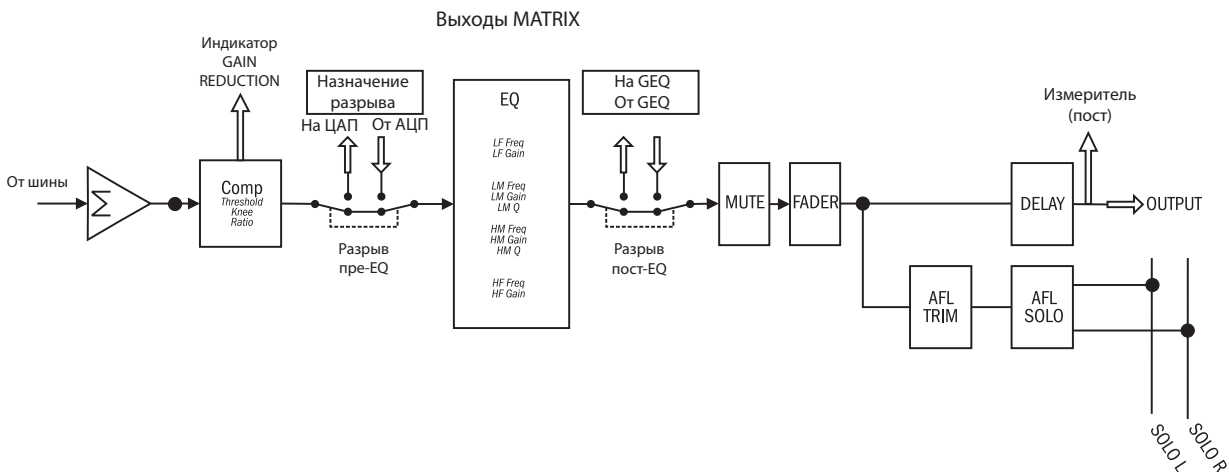 Выходы MATRIX
Индикатор
GAIN
REDUCTION
Назначение
разрыва
На ЦАП
От АЦП
EQ
LF Freq
LF Gain
LM Freq
LM Gain
LM Q
HM Freq
HM Gain
HM Q
HF Freq
HF Gain
На GEQ
От GEQ
Измеритель
(пост)
От шины
Σ
Comp
Threshold
Knee
Ratio
Разрыв
пре-EQ
Разрыв
пост-EQ
MUTE
FADER
DELAY
OUTPUT
AFL
TRIM
AFL
SOLO
SOLO L
SOLO R